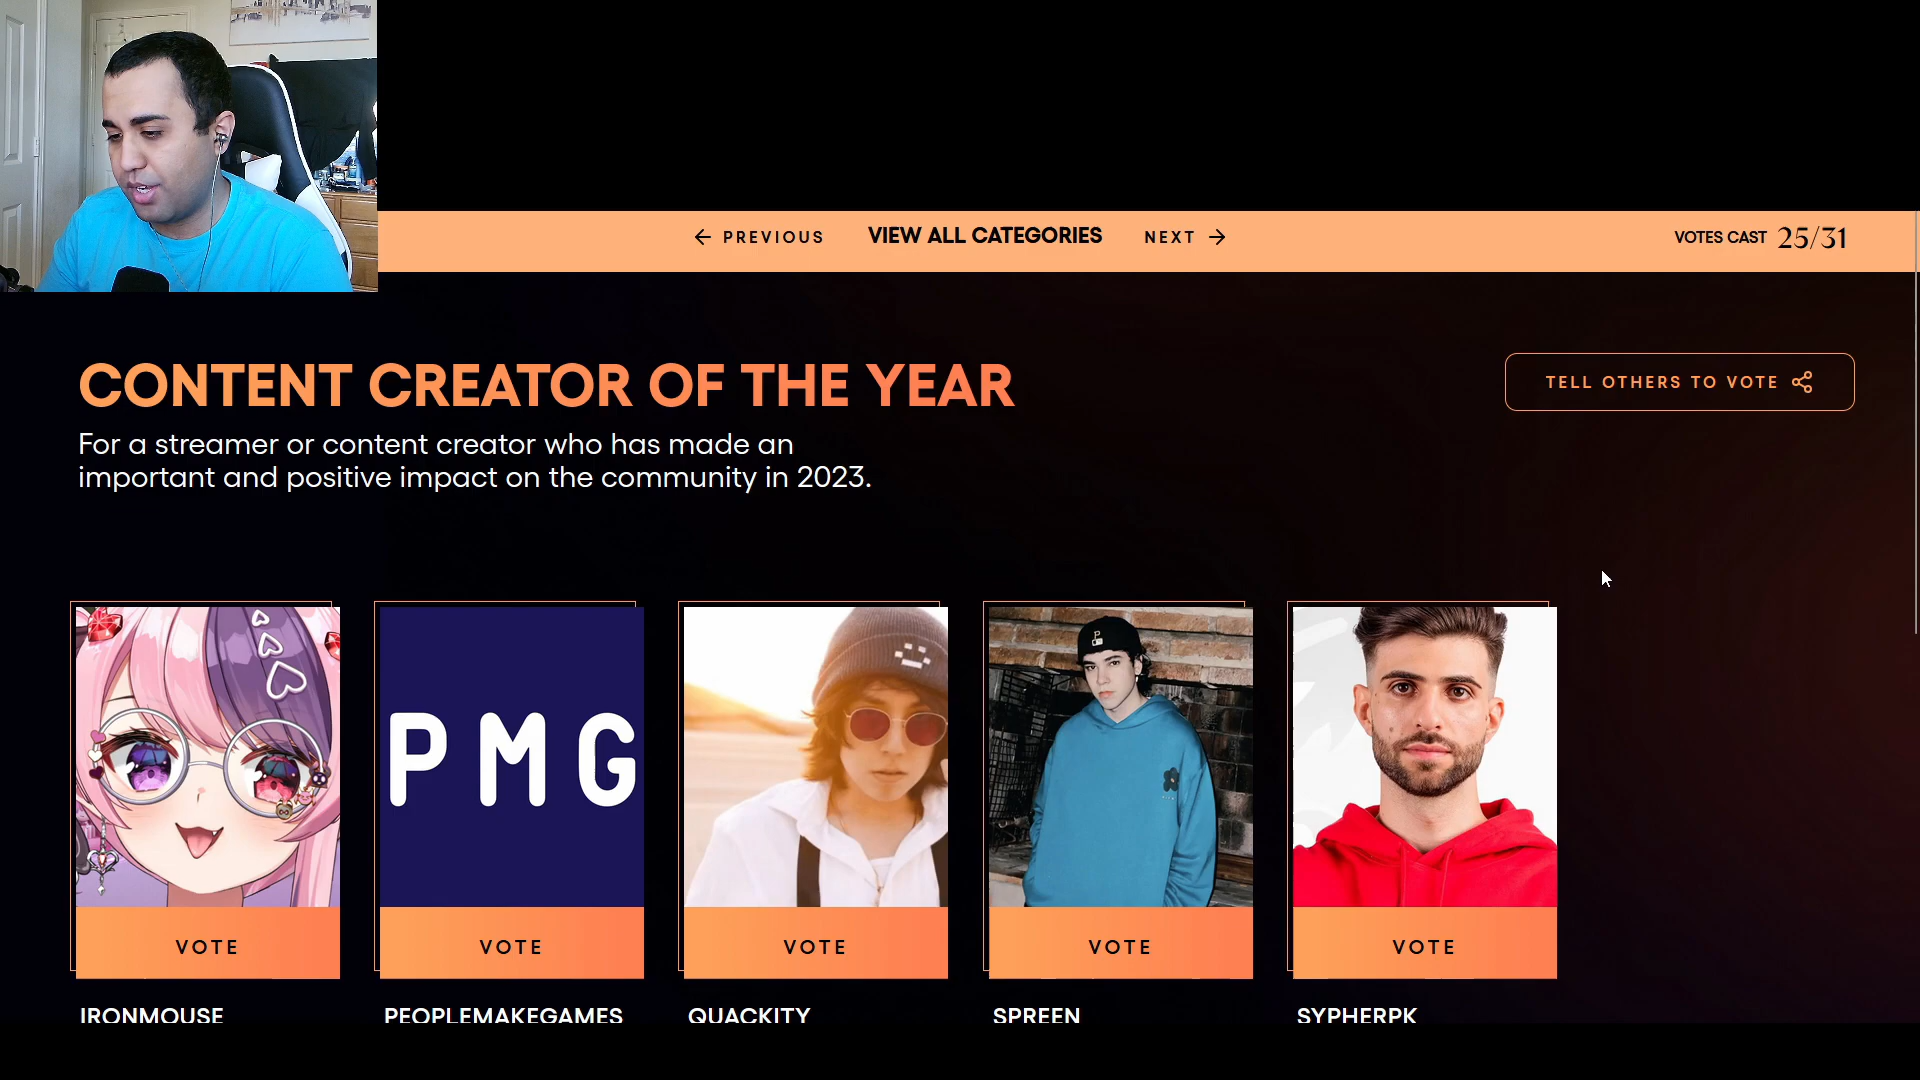 PREVIOUS
VIEW ALL CATEGORIES
NEXT
VOTES CAST 25/31
CONTENT CREATOR OF THE YEAR
TELL OTHERS TO VOTE
For a streamer or content creator who has made an
important and positive impact on the community in 2023.
PMG
P
VOTE
VOTE
VOTE
VOTE
VOTE
IRONMOUSE
PEOPLEMAKEGAMES
QUACKITY
SPREEN
SYPHERPK